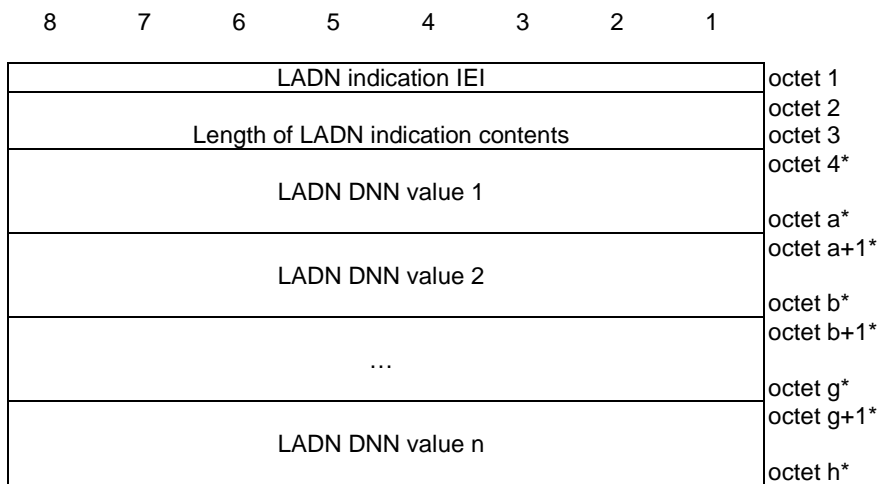 8 7 6 5 4 3 2 1
LADN indication IEI octet 1
octet 2
Length of LADN indication contents octet 3
octet 4*
LADN DNN value 1
octet a*
octet a+1*
LADN DNN value 2
octet b*
octet b+1*
…
octet g*
octet g+1*
LADN DNN value n
octet h*